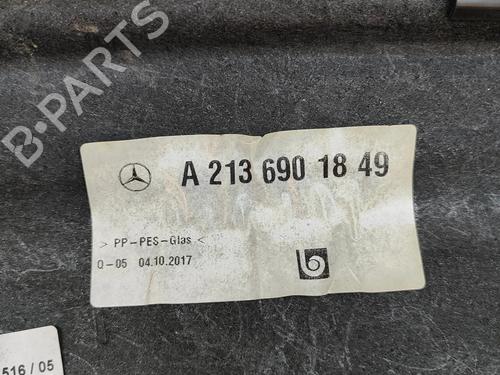 B-PARTS
A 213 690 18 49
> PP-PES-Glas <
0-05 04.10.2017
516 / 05